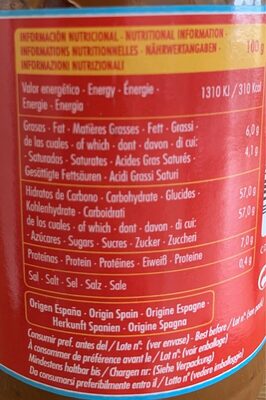 INFORMACIÓN NUTRICIONAL · NUTRITIONAL INFORMATION
INFORMATIONS NUTRITIONNELLES · NÄHRWERTANGABEN · 100 g
INFORMAZIONI NUTRIZIONALI
Valor energético · Energy · Énergie · 1310 KJ / 310 Kcal
Energie · Energia
Grasas · Fat · Matières Grasses · Fett · Grassi · 6,0 g
de las cuales · of which · dont · davon · di cui:
· Saturados · Saturates · Acides Gras Saturés · 4,1 g
Gesättigte Fettsäuren · Acidi Grassi Saturi
Hidratos de Carbono · Carbohydrate · Glucides · 57,0 g
Kohlenhydrate · Carboidrati
de los cuales · of which · dont · davon · di cui: 57,0 g
· Azúcares · Sugars · Sucres · Zucker · Zuccheri
Proteínas · Protein · Protéines · Eiweiß · Proteine 7,0 g
Sal · Salt · Sel · Salz · Sale 0,4 g
Origen España · Origin Spain · Origine Espagne ·
Herkunft Spanien · Origine Spagna
Consumir pref. antes del / Lote nº: (ver envase) · Best before / Lot n°: (see pack)
À consommer de préférence avant le / Lot n°: (voir emballage)
Mindestens haltbar bis / Chargen nr: (Siehe Verpackung)
Da consumarsi preferibilmente entro il / Lotto n° (vedere imballaggio)